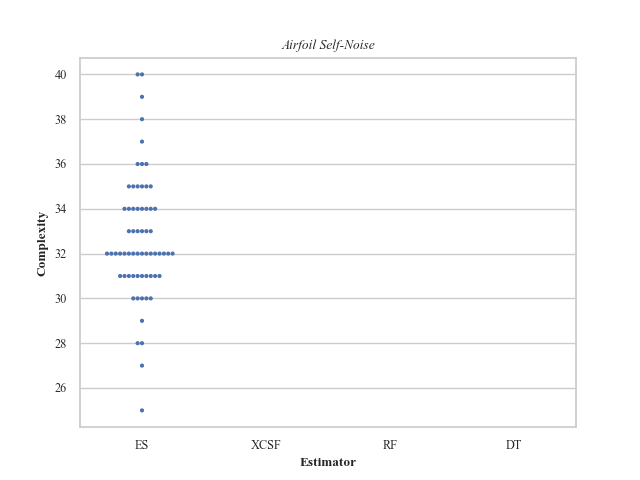 Airfoil Self-Noise
40
38
36
34
32
30
28
26
Complexity
ES XCSF RF DT
Estimator